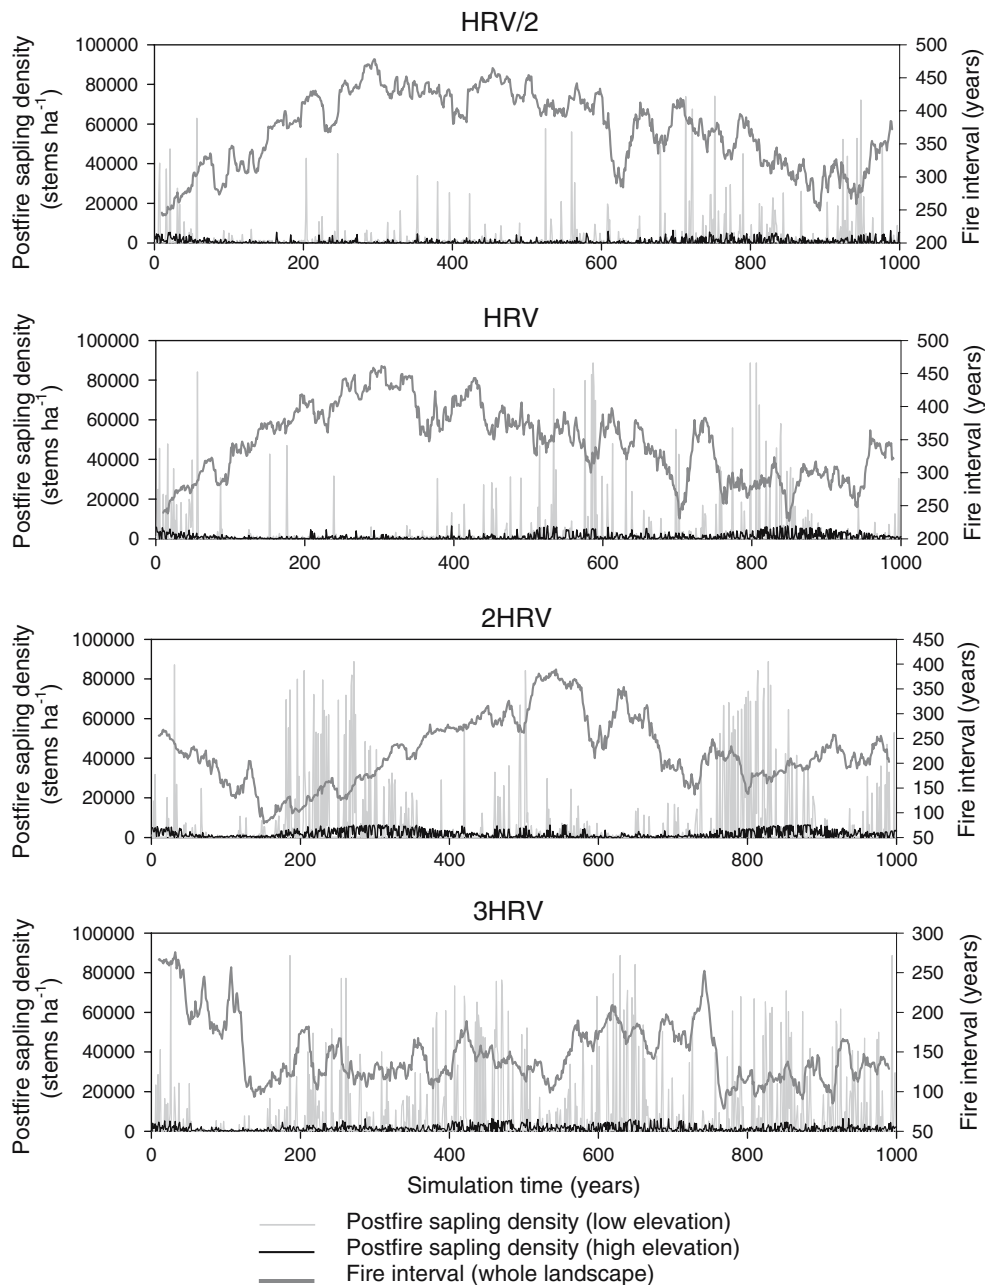 HRV/2
Postfire sapling density
(stems ha-1)
100000
80000
60000
40000
20000
0
500
450
400
350
300
250
200
Fire interval (years)
0 200 400 600 800 1000
HRV
Postfire sapling density
(stems ha-1)
100000
80000
60000
40000
20000
0
500
450
400
350
300
250
200
Fire interval (years)
0 200 400 600 800 1000
2HRV
Postfire sapling density
(stems ha-1)
100000
80000
60000
40000
20000
0
450
400
350
300
250
200
150
100
50
Fire interval (years)
0 200 400 600 800 1000
3HRV
Postfire sapling density
(stems ha-1)
100000
80000
60000
40000
20000
0
300
250
200
150
100
50
Fire interval (years)
0 200 400 600 800 1000
Simulation time (years)
Postfire sapling density (low elevation)
Postfire sapling density (high elevation)
Fire interval (whole landscape)